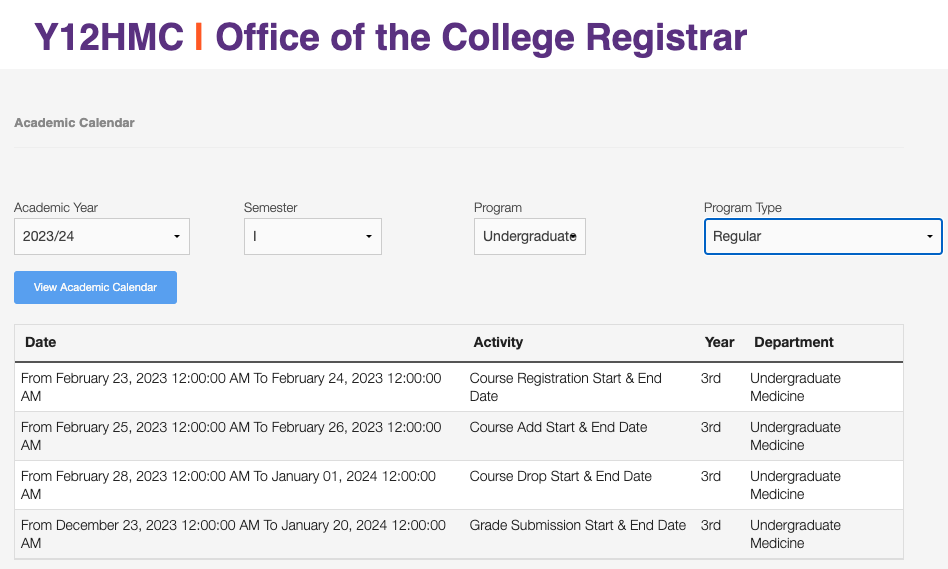 Y12HMC | Office of the College Registrar
Academic Calendar
Academic Year Semester Program Program Type
2023/24 I Undergraduate Regular
View Academic Calendar
Date Activity Year Department
From February 23, 2023 12:00:00 AM To February 24, 2023 12:00:00 Course Registration Start & End 3rd Undergraduate
AM Date Medicine
From February 25, 2023 12:00:00 AM To February 26, 2023 12:00:00 Course Add Start & End Date 3rd Undergraduate
AM Medicine
From February 28, 2023 12:00:00 AM To January 01, 2024 12:00:00 Course Drop Start & End Date 3rd Undergraduate
AM Medicine
From December 23, 2023 12:00:00 AM To January 20, 2024 12:00:00 Grade Submission Start & End Date 3rd Undergraduate
AM Medicine